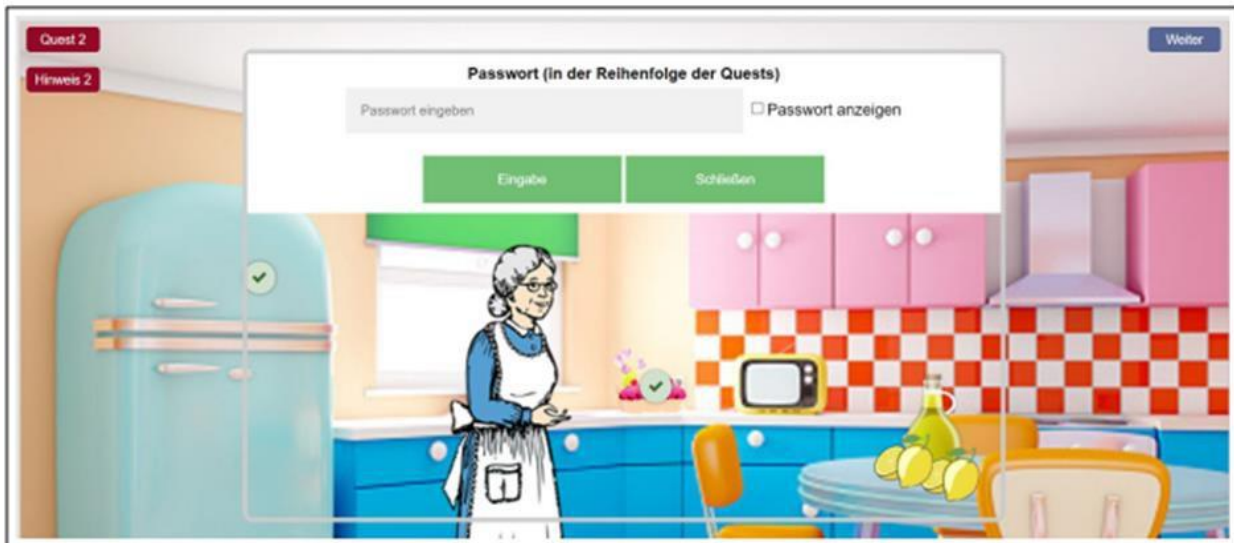 Quest 2
Weiter
Hinweis 2
Passwort (in der Reihenfolge der Quests)
Passwort eingeben
Passwort anzeigen
Eingabe
Schließen